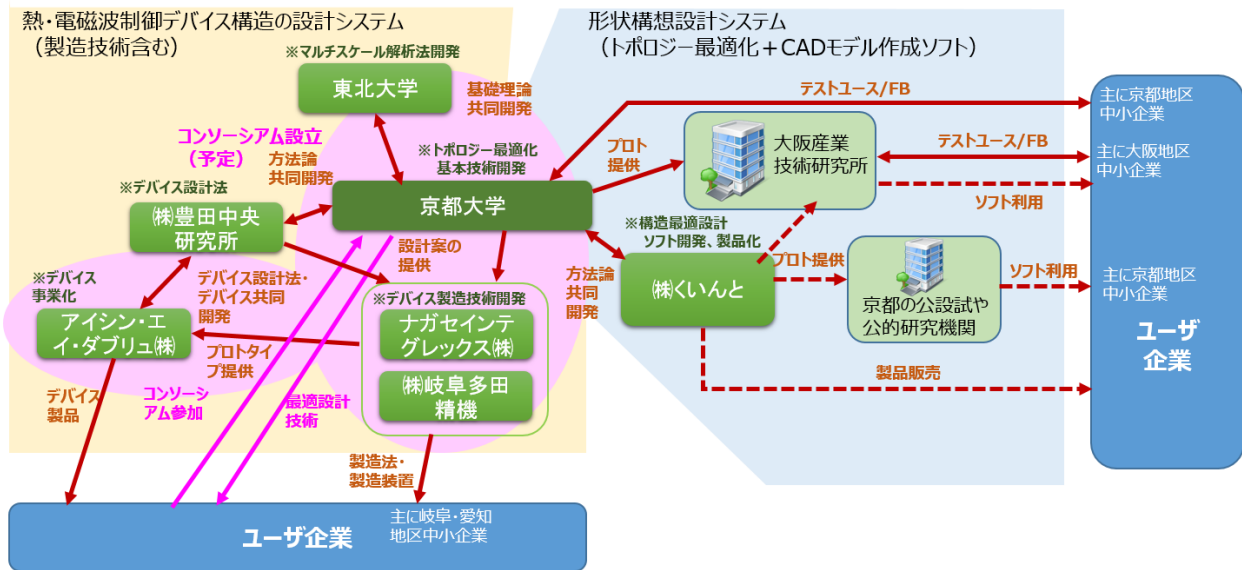 熱・電磁波制御デバイス構造の設計システム
（製造技術含む）
形状構想設計システム
（トポロジー最適化＋CADモデル作成ソフト）
※マルチスケール解析法開発
東北大学
基礎理論
共同開発
コンソーシアム設立
（予定）
方法論
共同開発
※トポロジー最適化
基本技術開発
京都大学
※デバイス設計法
㈱豊田中央
研究所
設計案の
提供
※デバイス
事業化
デバイス設計法・
デバイス共同
開発
アイシン・エ
イ・ダブリュ㈱
※デバイス製造技術開発
ナガセインテ
グレックス㈱
㈱岐阜多田
精機
プロトタイ
プ提供
デバイス
製品
コンソーシ
アム参加
最適設計
技術
製造法・
製造装置
ユーザ企業
主に岐阜・愛知
地区中小企業
テストユース/FB
プロト
提供
大阪産業
技術研究所
テストユース/FB
ソフト利用
※構造最適設計
ソフト開発、製品化
㈱くいんと
方法論
共同
開発
プロト提供
京都の公設試や
公的研究機関
ソフト利用
製品販売
主に京都地区
中小企業
主に大阪地区
中小企業
主に京都地区
中小企業
ユーザ
企業